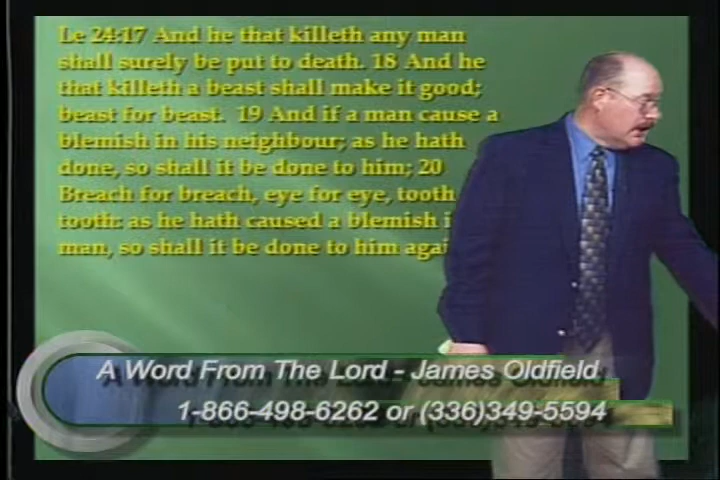 Le 24:17 And he that killeth any man
shall surely be put to death. 18 And he
that killeth a beast shall make it good;
beast for beast. 19 And if a man cause a
blemish in his neighbour; as he hath
done, so shall it be done to him; 20
Breach for breach, eye for eye, tooth
tooth: as he hath caused a blemish i
man, so shall it be done to him agai
A Word From The Lord - James Oldfield
1-866-498-6262 or (336)349-5594